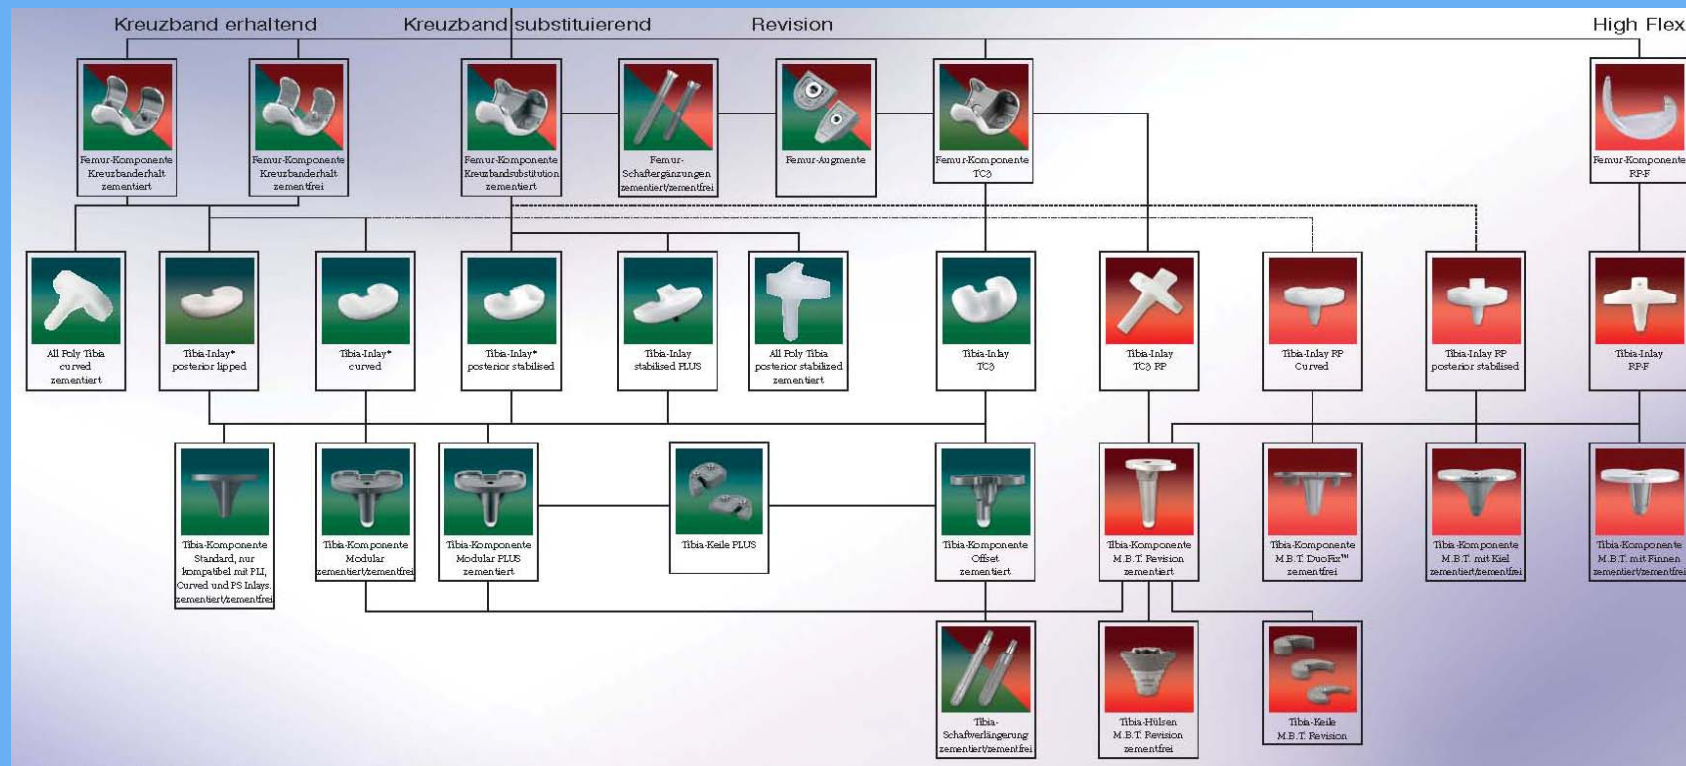 Kreuzband erhaltend
Kreuzband substituierend
Revision
High Flex
Femur-Komponente
Kreuzbanderhalt
zementiert
Femur-Komponente
Kreuzbanderhalt
zementfrei
Femur-Komponente
Kreuzbandsubstitution
zementiert
Femur-
Schaftergänzungen
zementiert/zementfrei
Femur-Augmente
Femur-Komponente
TC3
Femur-Komponente
RP-F
All Poly Tibia
curved
zementiert
Tibia-Inlay*
posterior lipped
Tibia-Inlay*
curved
Tibia-Inlay*
posterior stabilised
Tibia-Inlay
stabilised PLUS
All Poly Tibia
posterior stabilized
zementiert
Tibia-Inlay
TC3
Tibia-Inlay
TC3 RP
Tibia-Inlay RP
Curved
Tibia-Inlay RP
posterior stabilised
Tibia-Inlay
RP-F
Tibia-Komponente
Standard, nur
kompatibel mit PLI,
Curved und PS Inlays.
zementiert/zementfrei
Tibia-Komponente
Modular
zementiert/zementfrei
Tibia-Komponente
Modular PLUS
zementiert
Tibia-Keile PLUS
Tibia-Komponente
Offset
zementiert
Tibia-Komponente
M.B.T. Revision
zementiert
Tibia-Komponente
M.B.T. DuoFix™
zementfrei
Tibia-Komponente
M.B.T. mit Kiel
zementiert/zementfrei
Tibia-Komponente
M.B.T. mit Finnen
zementiert/zementfrei
Tibia-
Schaftverlängerung
zementiert/zementfrei
Tibia-Hülsen
M.B.T. Revision
zementfrei
Tibia-Keile
M.B.T. Revision